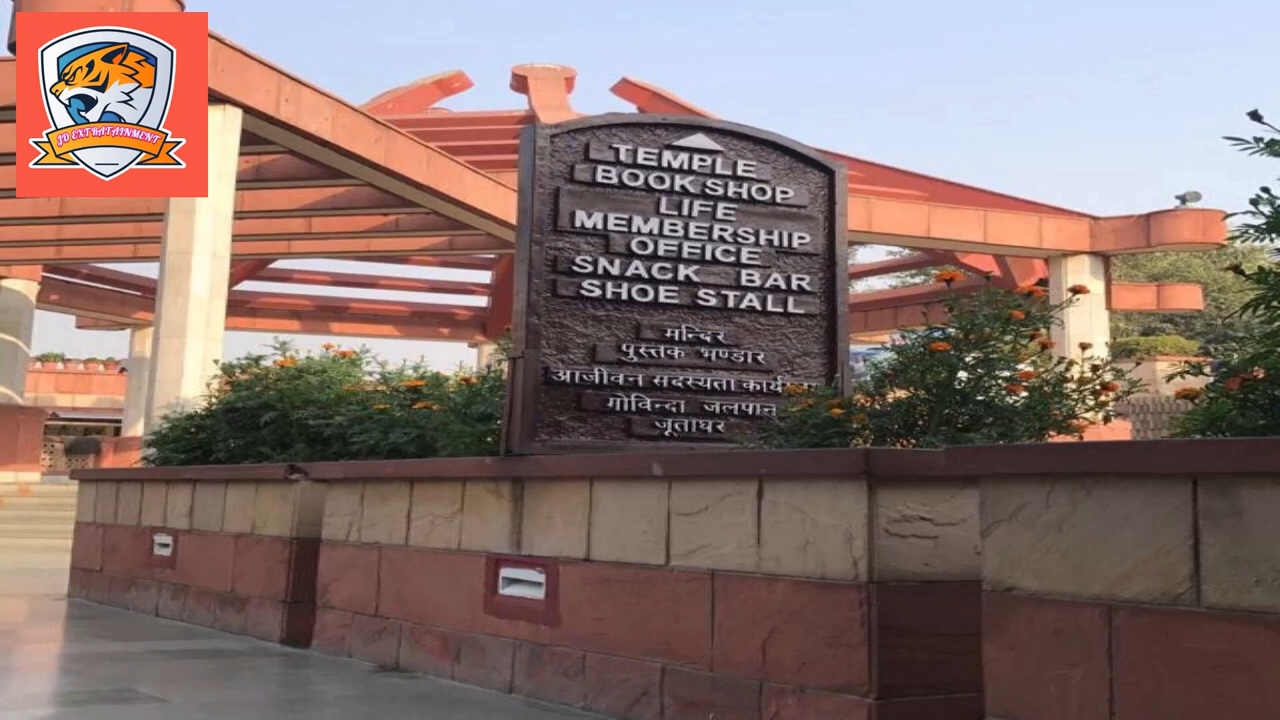 JD EXTRATAINMENT
TEMPLE
BOOK SHOP
LIFE
MEMBERSHIP
OFFICE
SNACK BAR
SHOE STALL
मन्दिर
पुस्तक भण्डार
आजीवन सदस्यता
गोविन्दा जलपान
जूताघर